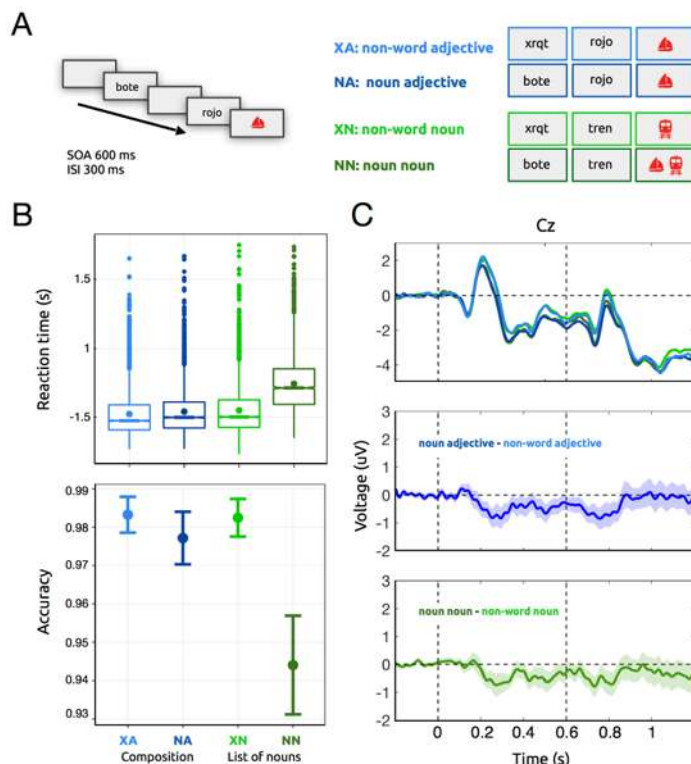 A
bote
rojo
SOA 600 ms
ISI 300 ms
XA: non-word adjective
xrqt
rojo
NA: noun adjective
bote
rojo
XN: non-word noun
xrqt
tren
NN: noun noun
bote
tren
B
Reaction time (s)
1.5
1
-1.5
Accuracy
0.99
0.98
0.97
0.96
0.95
0.94
0.93
XA
NA
XN
NN
Composition
List of nouns
C
Cz
2
0
-2
-4
Voltage (uV)
3
2
1
0
-1
-2
noun adjective - non-word adjective
3
2
1
0
-1
-2
noun noun - non-word noun
0
0.2
0.4
0.6
0.8
1
Time (s)